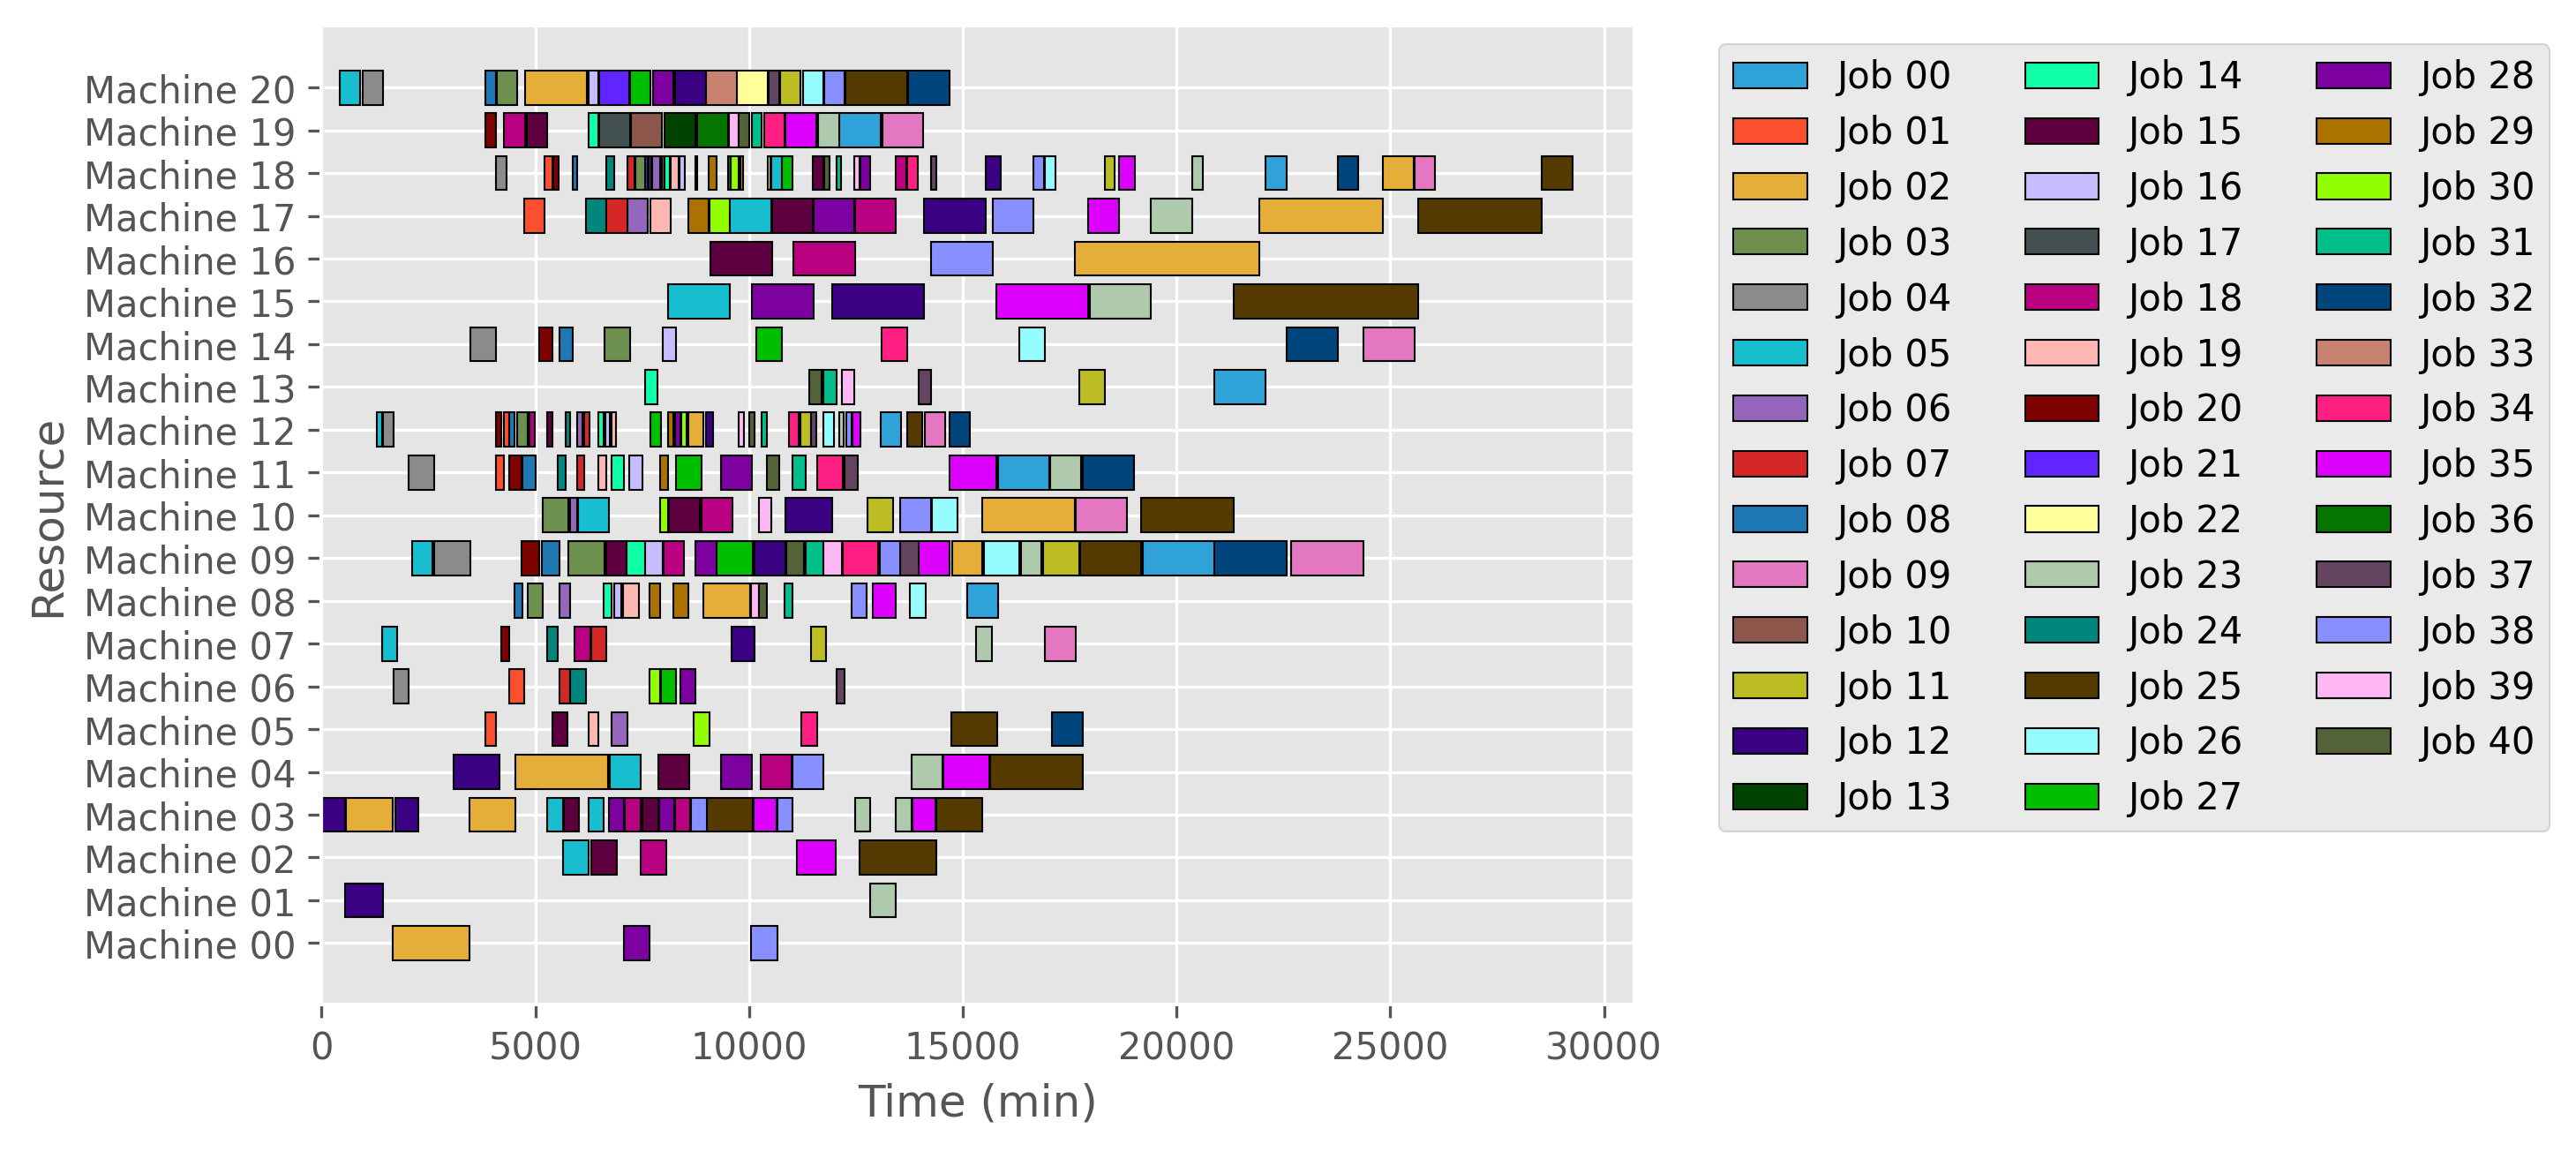 Resource
Machine 20
Machine 19
Machine 18
Machine 17
Machine 16
Machine 15
Machine 14
Machine 13
Machine 12
Machine 11
Machine 10
Machine 09
Machine 08
Machine 07
Machine 06
Machine 05
Machine 04
Machine 03
Machine 02
Machine 01
Machine 00
0 5000 10000 15000 20000 25000 30000
Time (min)
Job 00
Job 01
Job 02
Job 03
Job 04
Job 05
Job 06
Job 07
Job 08
Job 09
Job 10
Job 11
Job 12
Job 13
Job 14
Job 15
Job 16
Job 17
Job 18
Job 19
Job 20
Job 21
Job 22
Job 23
Job 24
Job 25
Job 26
Job 27
Job 28
Job 29
Job 30
Job 31
Job 32
Job 33
Job 34
Job 35
Job 36
Job 37
Job 38
Job 39
Job 40